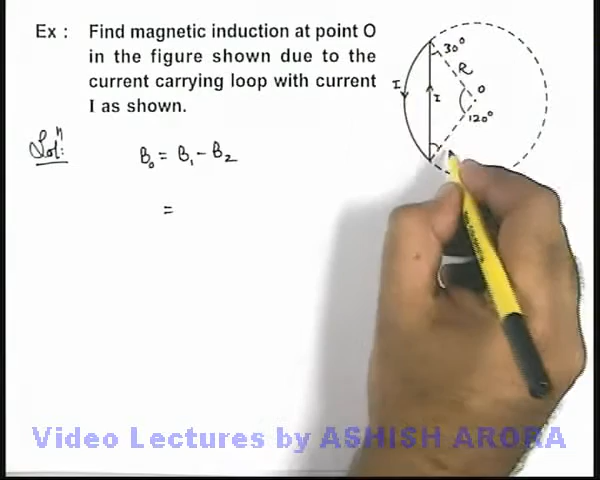 Ex : Find magnetic induction at point O
in the figure shown due to the
current carrying loop with current
I as shown.
30°
R
I
I
O
120°
Solⁿ:
B₀ = B₁ - B₂
=
Video Lectures by ASHISH ARORA